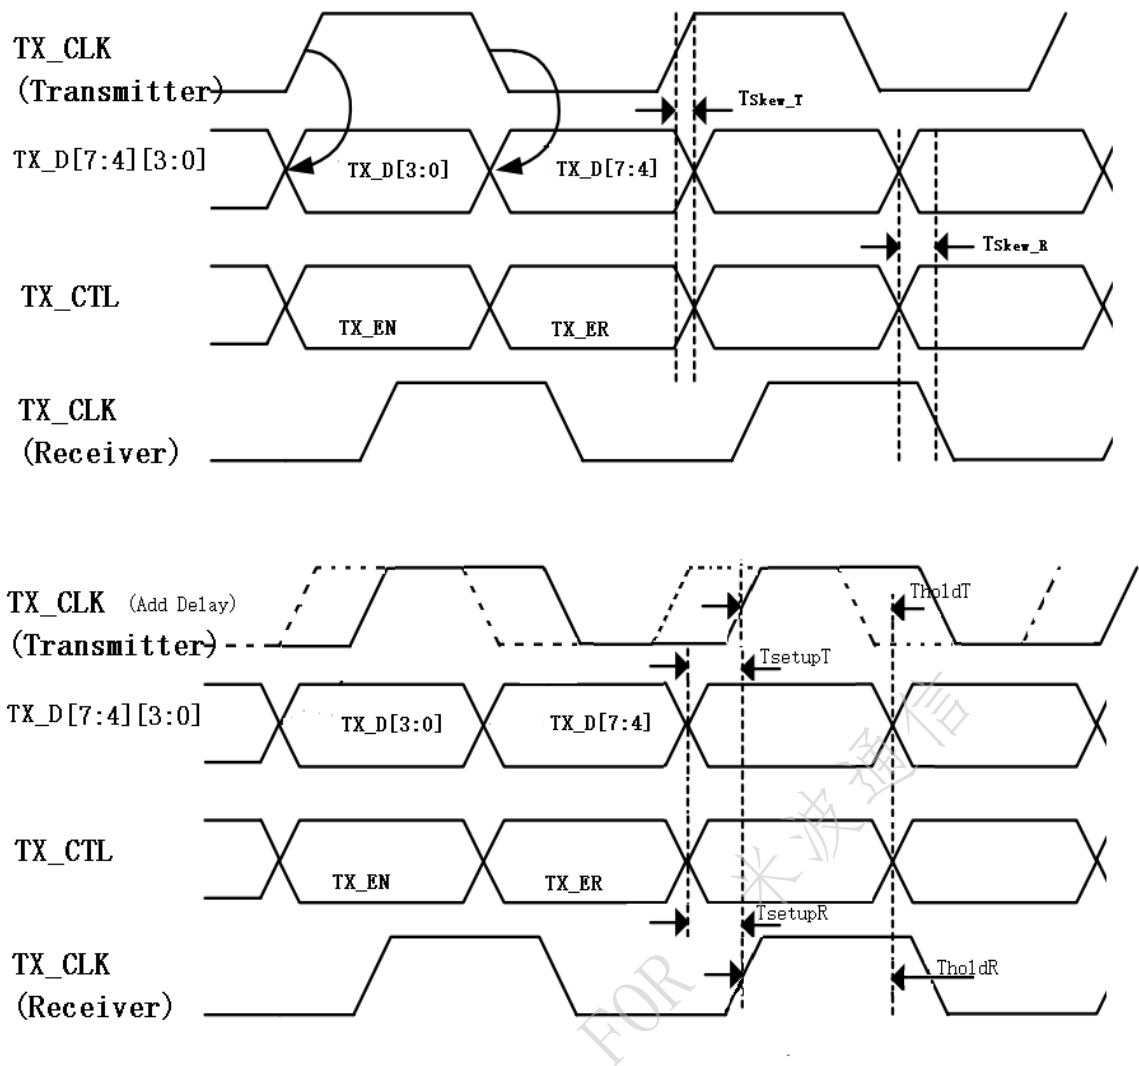 TX_CLK
(Transmitter)
Tskew_T
TX_D[7:4][3:0]
TX_D[3:0]
TX_D[7:4]
Tskew_R
TX_CTL
TX_EN
TX_ER
TX_CLK
(Receiver)
TX_CLK (Add Delay)
(Transmitter)
TholdT
TsetupT
TX_D[7:4][3:0]
TX_D[3:0]
TX_D[7:4]
TX_CTL
TX_EN
TX_ER
TsetupR
TX_CLK
(Receiver)
TholdR
FOR 米波通信